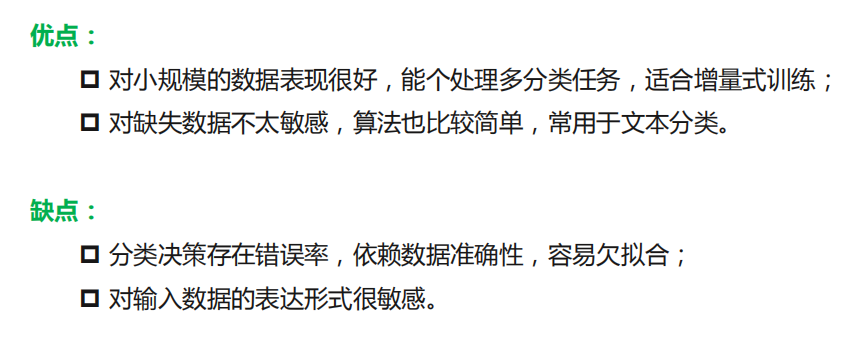 优点：
对小规模的数据表现很好，能个处理多分类任务，适合增量式训练；
对缺失数据不太敏感，算法也比较简单，常用于文本分类。
缺点：
分类决策存在错误率，依赖数据准确性，容易欠拟合；
对输入数据的表达形式很敏感。